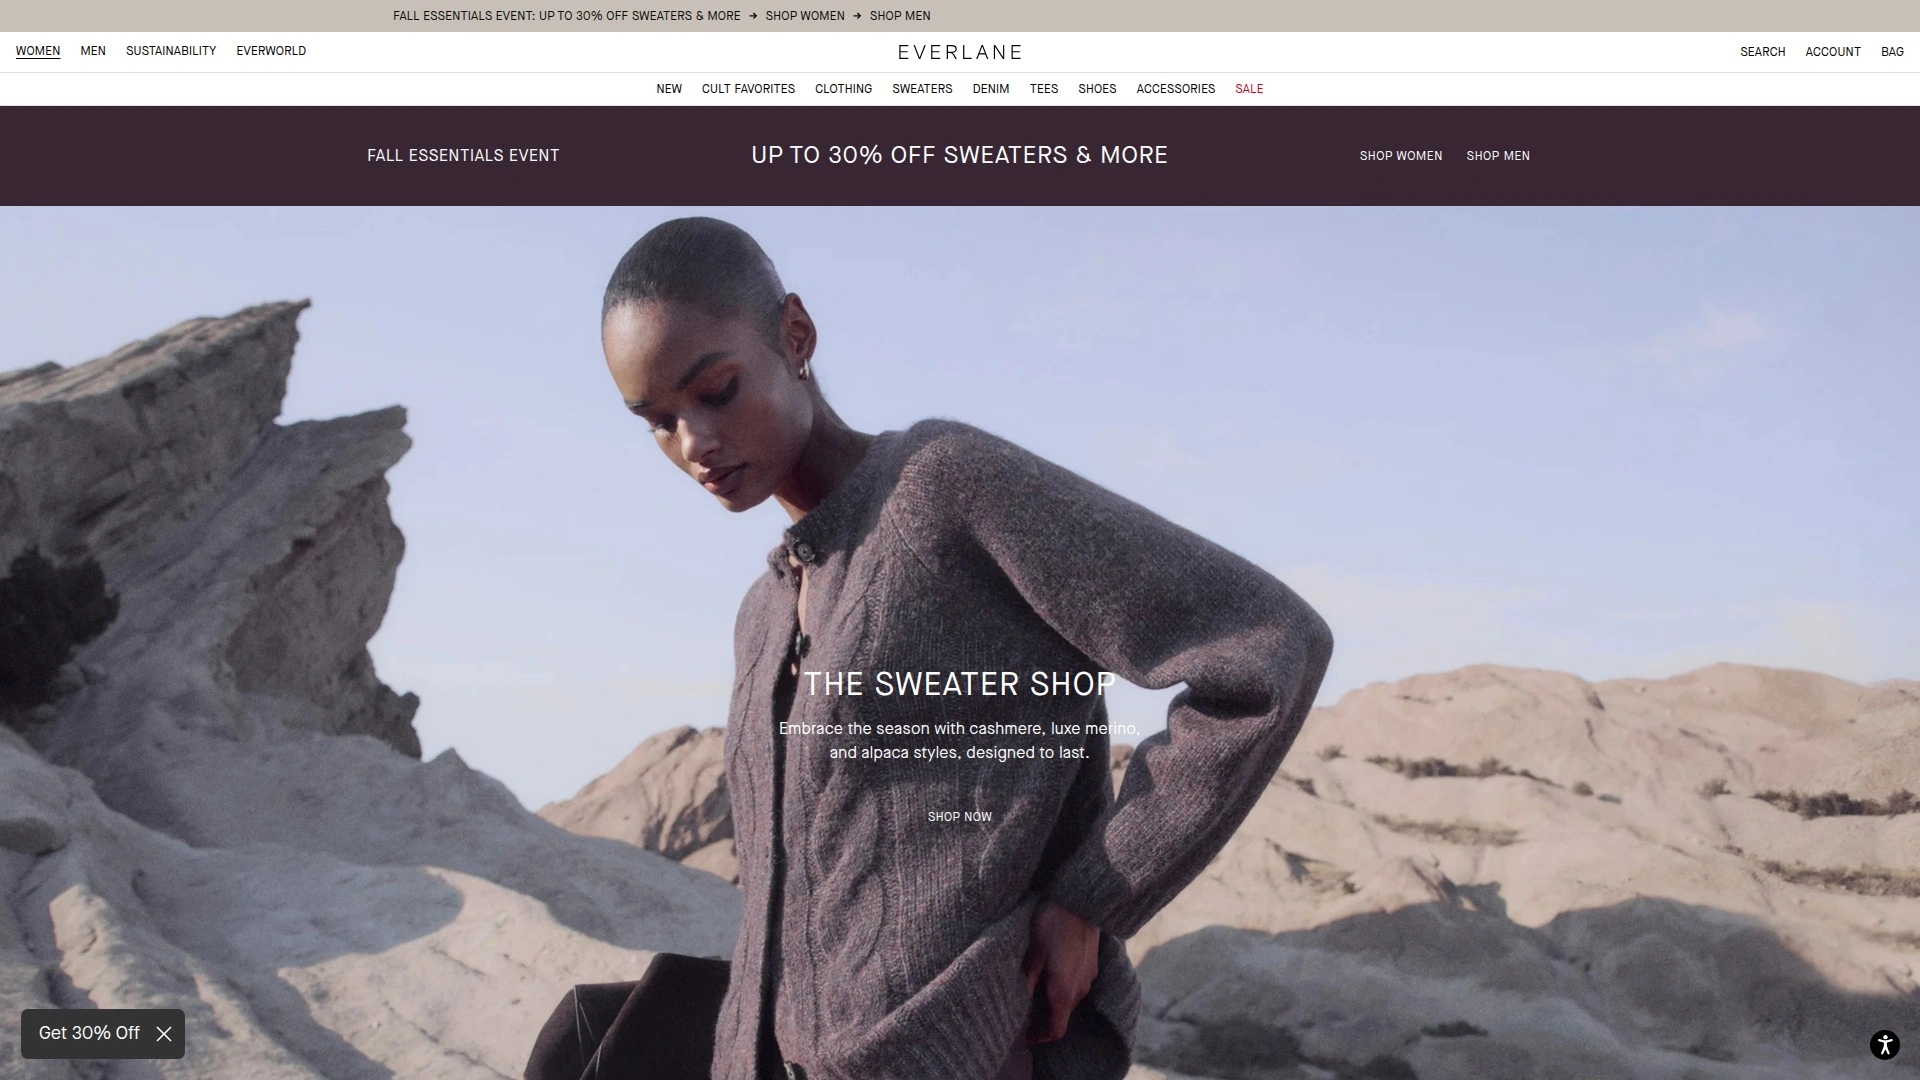 FALL ESSENTIALS EVENT: UP TO 30% OFF SWEATERS & MORE → SHOP WOMEN → SHOP MEN
WOMEN MEN SUSTAINABILITY EVERWORLD
EVERLANE
SEARCH ACCOUNT BAG
NEW CULT FAVORITES CLOTHING SWEATERS DENIM TEES SHOES ACCESSORIES SALE
FALL ESSENTIALS EVENT
UP TO 30% OFF SWEATERS & MORE
SHOP WOMEN SHOP MEN
THE SWEATER SHOP
Embrace the season with cashmere, luxe merino,
and alpaca styles, designed to last.
SHOP NOW
Get 30% Off